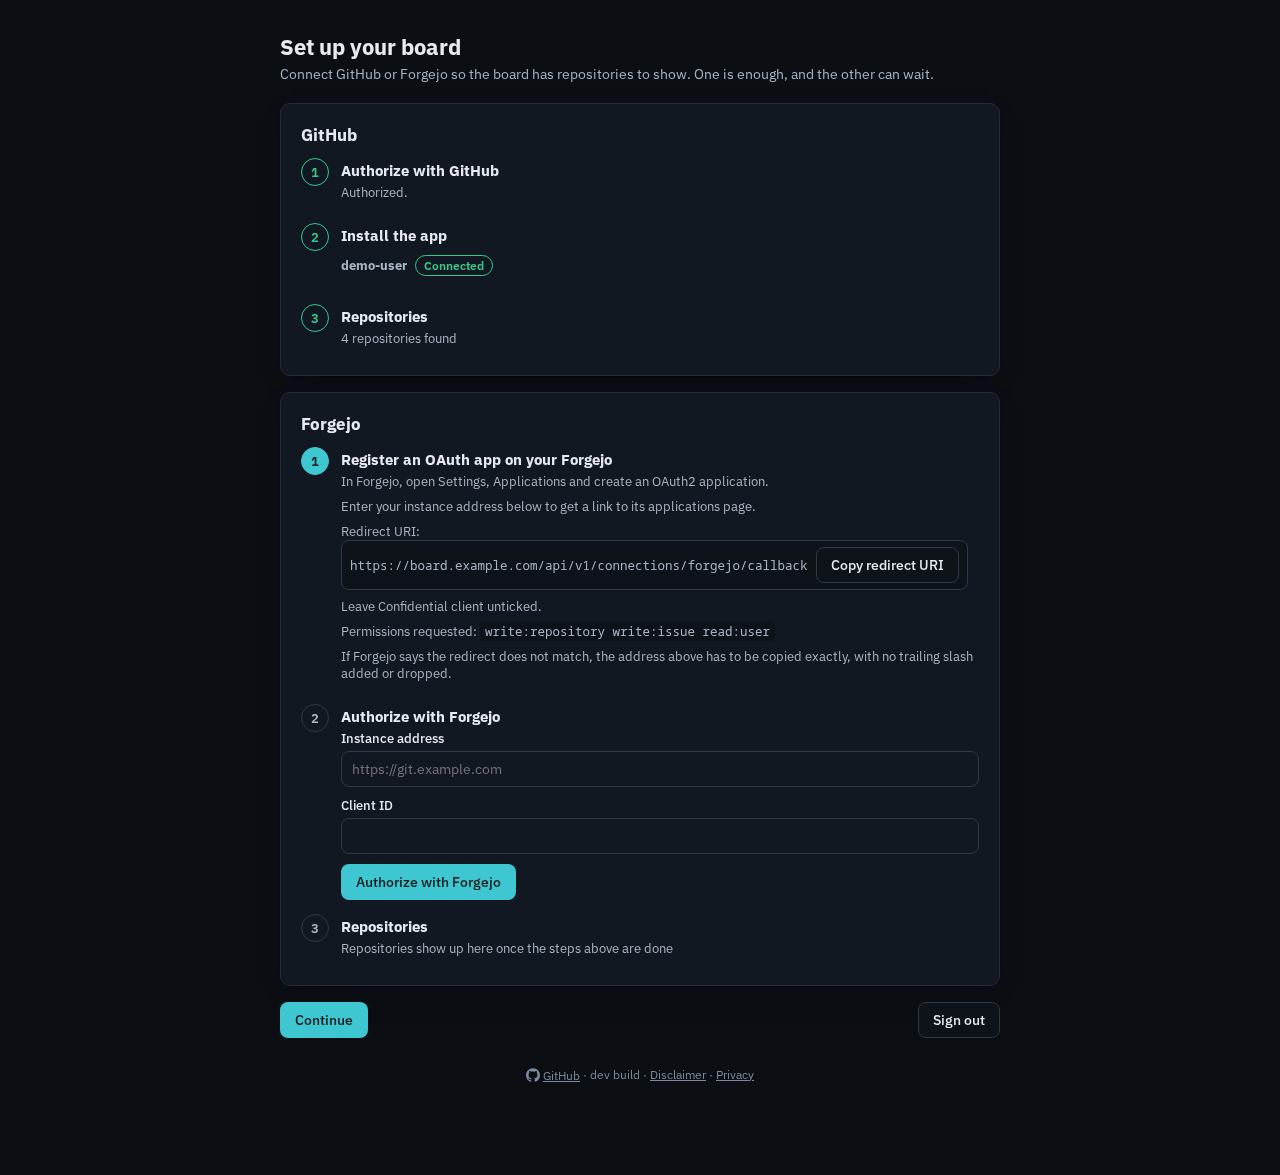 Set up your board
Connect GitHub or Forgejo so the board has repositories to show. One is enough, and the other can wait.
GitHub
1 Authorize with GitHub
Authorized.
2 Install the app
demo-user Connected
3 Repositories
4 repositories found
Forgejo
1 Register an OAuth app on your Forgejo
In Forgejo, open Settings, Applications and create an OAuth2 application.
Enter your instance address below to get a link to its applications page.
Redirect URI:
https://board.example.com/api/v1/connections/forgejo/callback Copy redirect URI
Leave Confidential client unticked.
Permissions requested: write:repository write:issue read:user
If Forgejo says the redirect does not match, the address above has to be copied exactly, with no trailing slash
added or dropped.
2 Authorize with Forgejo
Instance address
https://git.example.com
Client ID
Authorize with Forgejo
3 Repositories
Repositories show up here once the steps above are done
Continue Sign out
GitHub · dev build · Disclaimer · Privacy